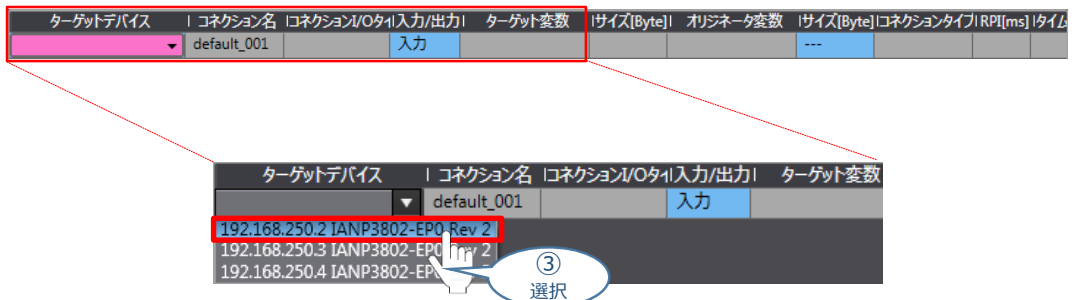 ターゲットデバイス | コネクション名 |コネクションI/Oタイ|入力/出力| ターゲット変数 |サイズ[Byte]| オリジネータ変数 |サイズ[Byte]|コネクションタイプ|RPI[ms]|タイム
default_001 入力 ---
ターゲットデバイス | コネクション名 |コネクションI/Oタイ|入力/出力| ターゲット変数
default_001 入力
192.168.250.2 IANP3802-EP0 Rev 2
192.168.250.3 IANP3802-EP0 Rev 2
192.168.250.4 IANP3802-EP
③
選択